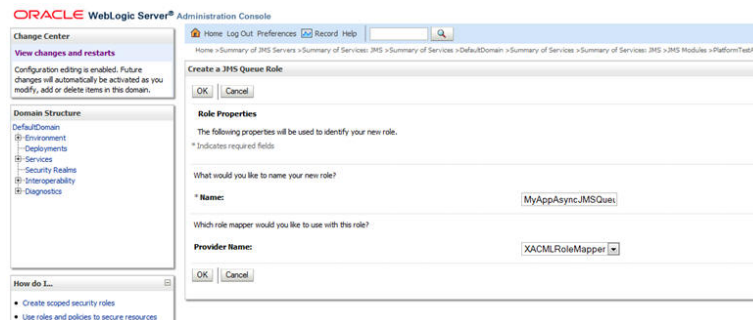 ORACLE WebLogic Server® Administration Console
Change Center
View changes and restarts
Configuration editing is enabled. Future
changes will automatically be activated as you
modify, add or delete items in this domain.
Domain Structure
DefaultDomain
Environment
Deployments
Services
Security Realms
Interoperability
Diagnostics
How do I...
Create scoped security roles
Use roles and policies to secure resources
Home Log Out Preferences Record Help
Home >Summary of JMS Servers >Summary of Services: JMS >Summary of Services >DefaultDomain >Summary of Services >Summary of Services: JMS >JMS Modules >PlatformTest
Create a JMS Queue Role
OK Cancel
Role Properties
The following properties will be used to identify your new role.
* Indicates required fields
What would you like to name your new role?
* Name: MyAppAsyncJMSQueu
Which role mapper would you like to use with this role?
Provider Name: XACMLRoleMapper
OK Cancel